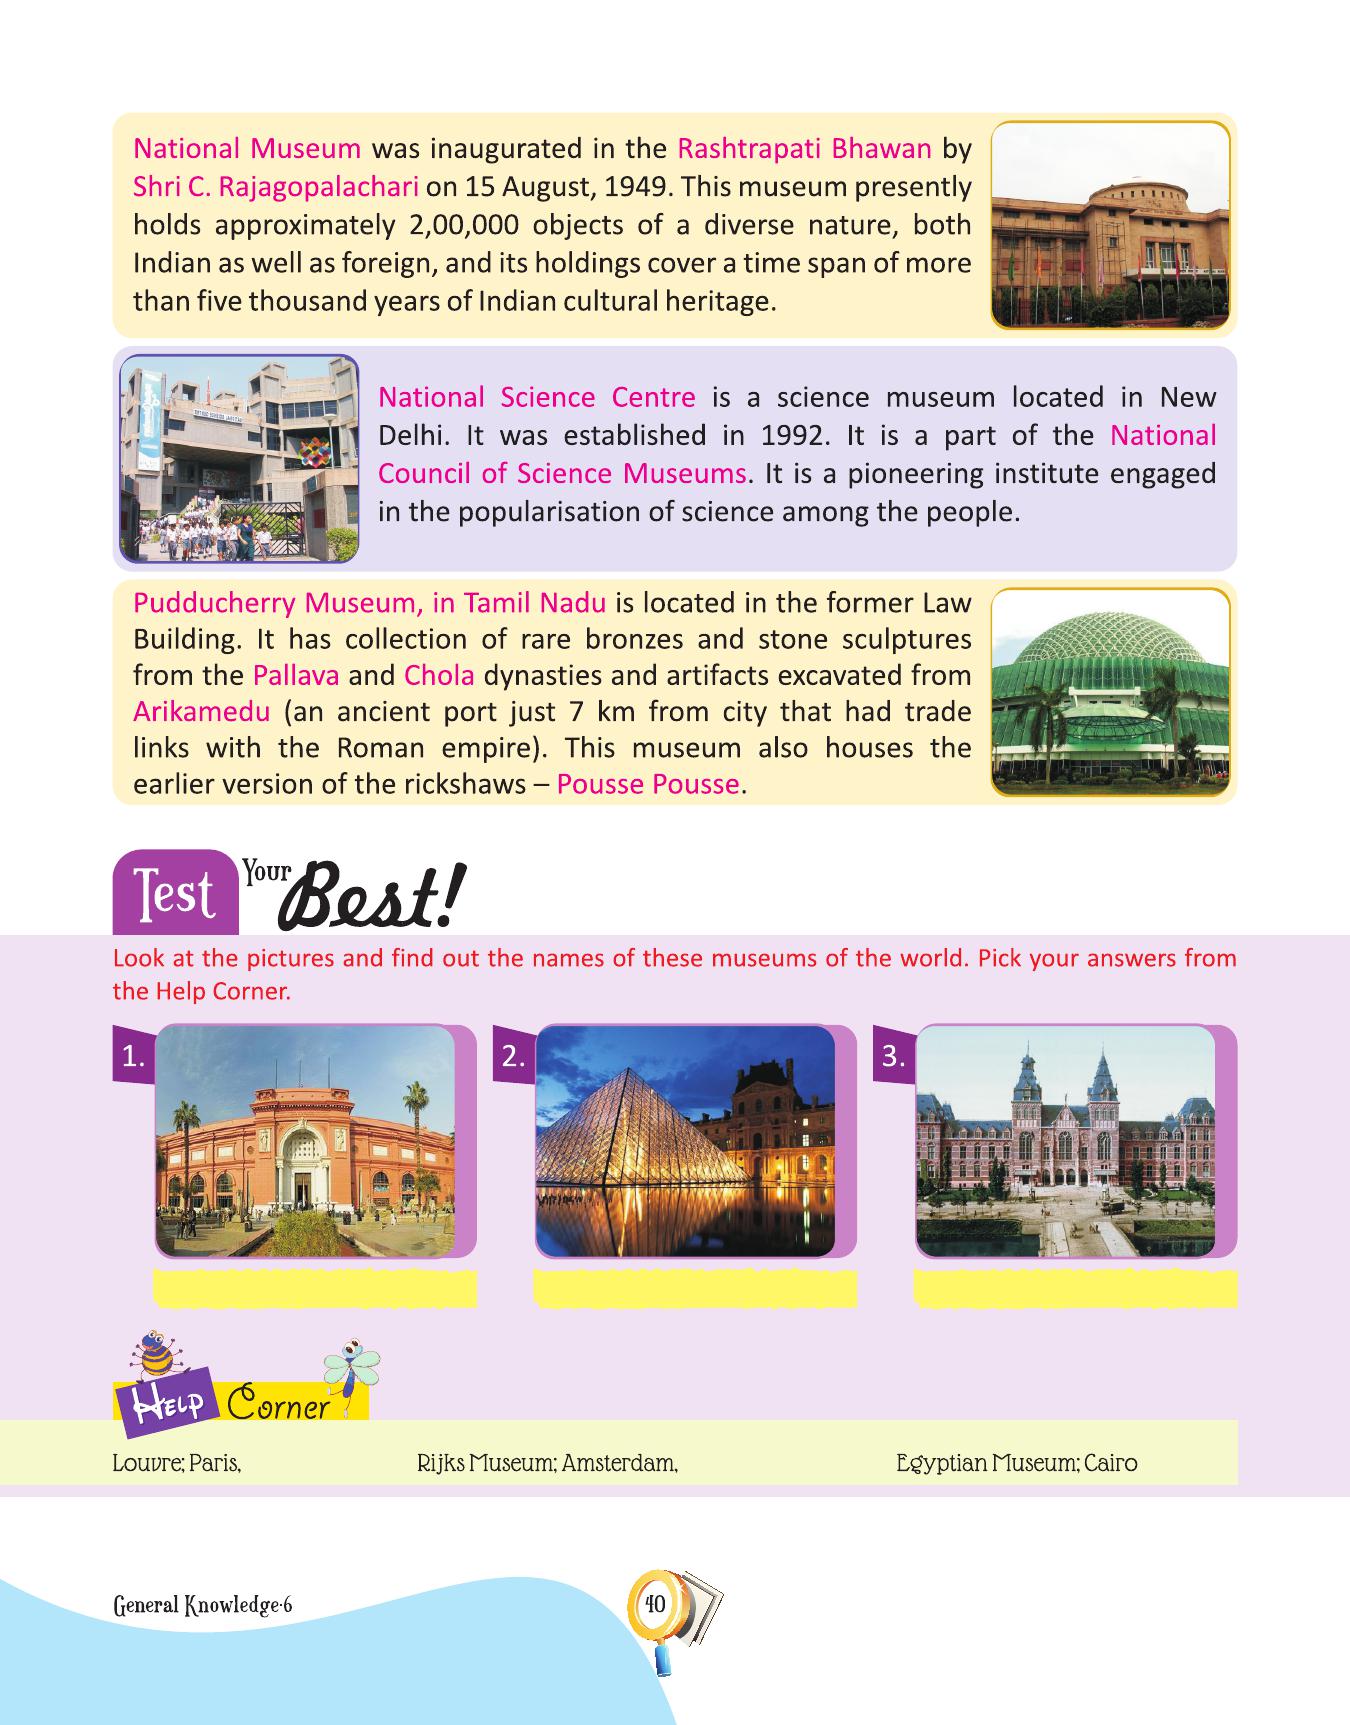 National Museum was inaugurated in the Rashtrapati Bhawan by
Shri C. Rajagopalachari on 15 August, 1949. This museum presently
holds approximately 2,00,000 objects of a diverse nature, both
Indian as well as foreign, and its holdings cover a time span of more
than five thousand years of Indian cultural heritage.
National Science Centre is a science museum located in New
Delhi. It was established in 1992. It is a part of the National
Council of Science Museums. It is a pioneering institute engaged
in the popularisation of science among the people.
Pudducherry Museum, in Tamil Nadu is located in the former Law
Building. It has collection of rare bronzes and stone sculptures
from the Pallava and Chola dynasties and artifacts excavated from
Arikamedu (an ancient port just 7 km from city that had trade
links with the Roman empire). This museum also houses the
earlier version of the rickshaws – Pousse Pousse.
Test Your Best!
Look at the pictures and find out the names of these museums of the world. Pick your answers from
the Help Corner.
1. 2. 3.
Help Corner
Louvre; Paris, Rijks Museum; Amsterdam, Egyptian Museum; Cairo
General Knowledge-6 40